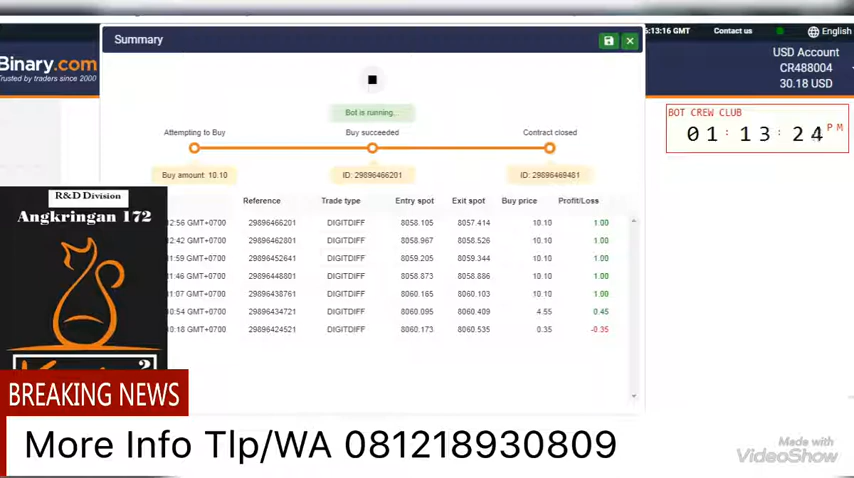 Summary
6:13:16 GMT
Contact us
English
Binary.com
Trusted by traders since 2000
USD Account
CR488004
30.18 USD
Bot is running...
BOT CREW CLUB
01:13:24 PM
Attempting to Buy
Buy succeeded
Contract closed
Buy amount: 10.10
ID: 29896466201
ID: 29896469481
R&D Division
Angkringan 172
Reference Trade type Entry spot Exit spot Buy price Profit/Loss
12:56 GMT+0700 29896466201 DIGITDIFF 8058.105 8057.414 10.10 1.00
12:42 GMT+0700 29896462801 DIGITDIFF 8058.967 8058.526 10.10 1.00
11:59 GMT+0700 29896452641 DIGITDIFF 8059.205 8059.344 10.10 1.00
11:46 GMT+0700 29896448801 DIGITDIFF 8058.873 8058.886 10.10 1.00
11:07 GMT+0700 29896438761 DIGITDIFF 8060.165 8060.103 10.10 1.00
10:54 GMT+0700 29896434721 DIGITDIFF 8060.095 8060.409 4.55 0.45
10:18 GMT+0700 29896424521 DIGITDIFF 8060.173 8060.535 0.35 -0.35
BREAKING NEWS
More Info Tlp/WA 081218930809
Made with
VideoShow